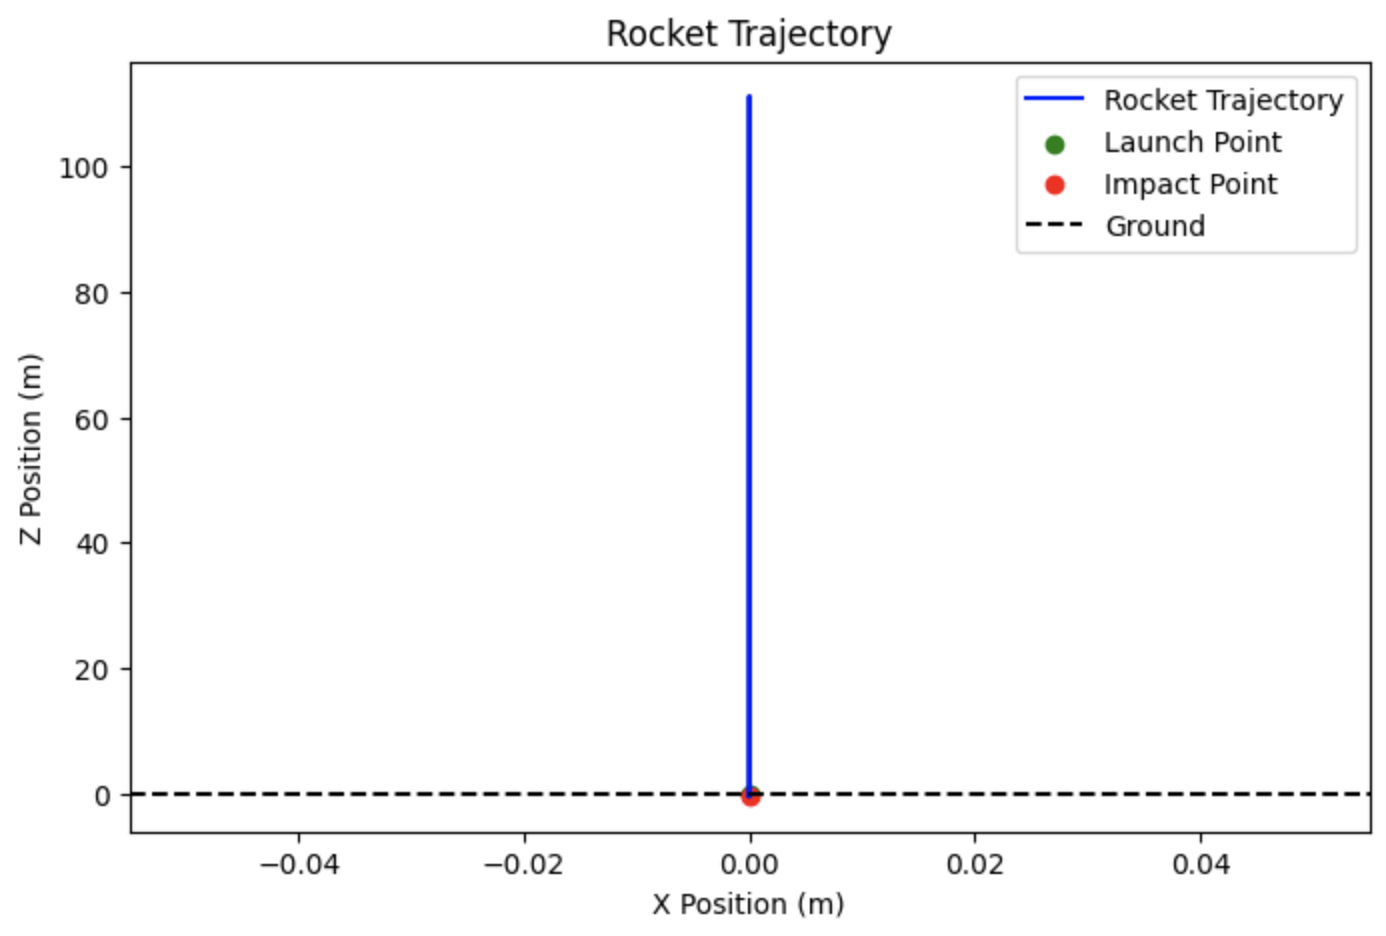 Rocket Trajectory
Rocket Trajectory
Launch Point
Impact Point
Ground
100
80
60
40
20
0
Z Position (m)
−0.04
−0.02
0.00
0.02
0.04
X Position (m)